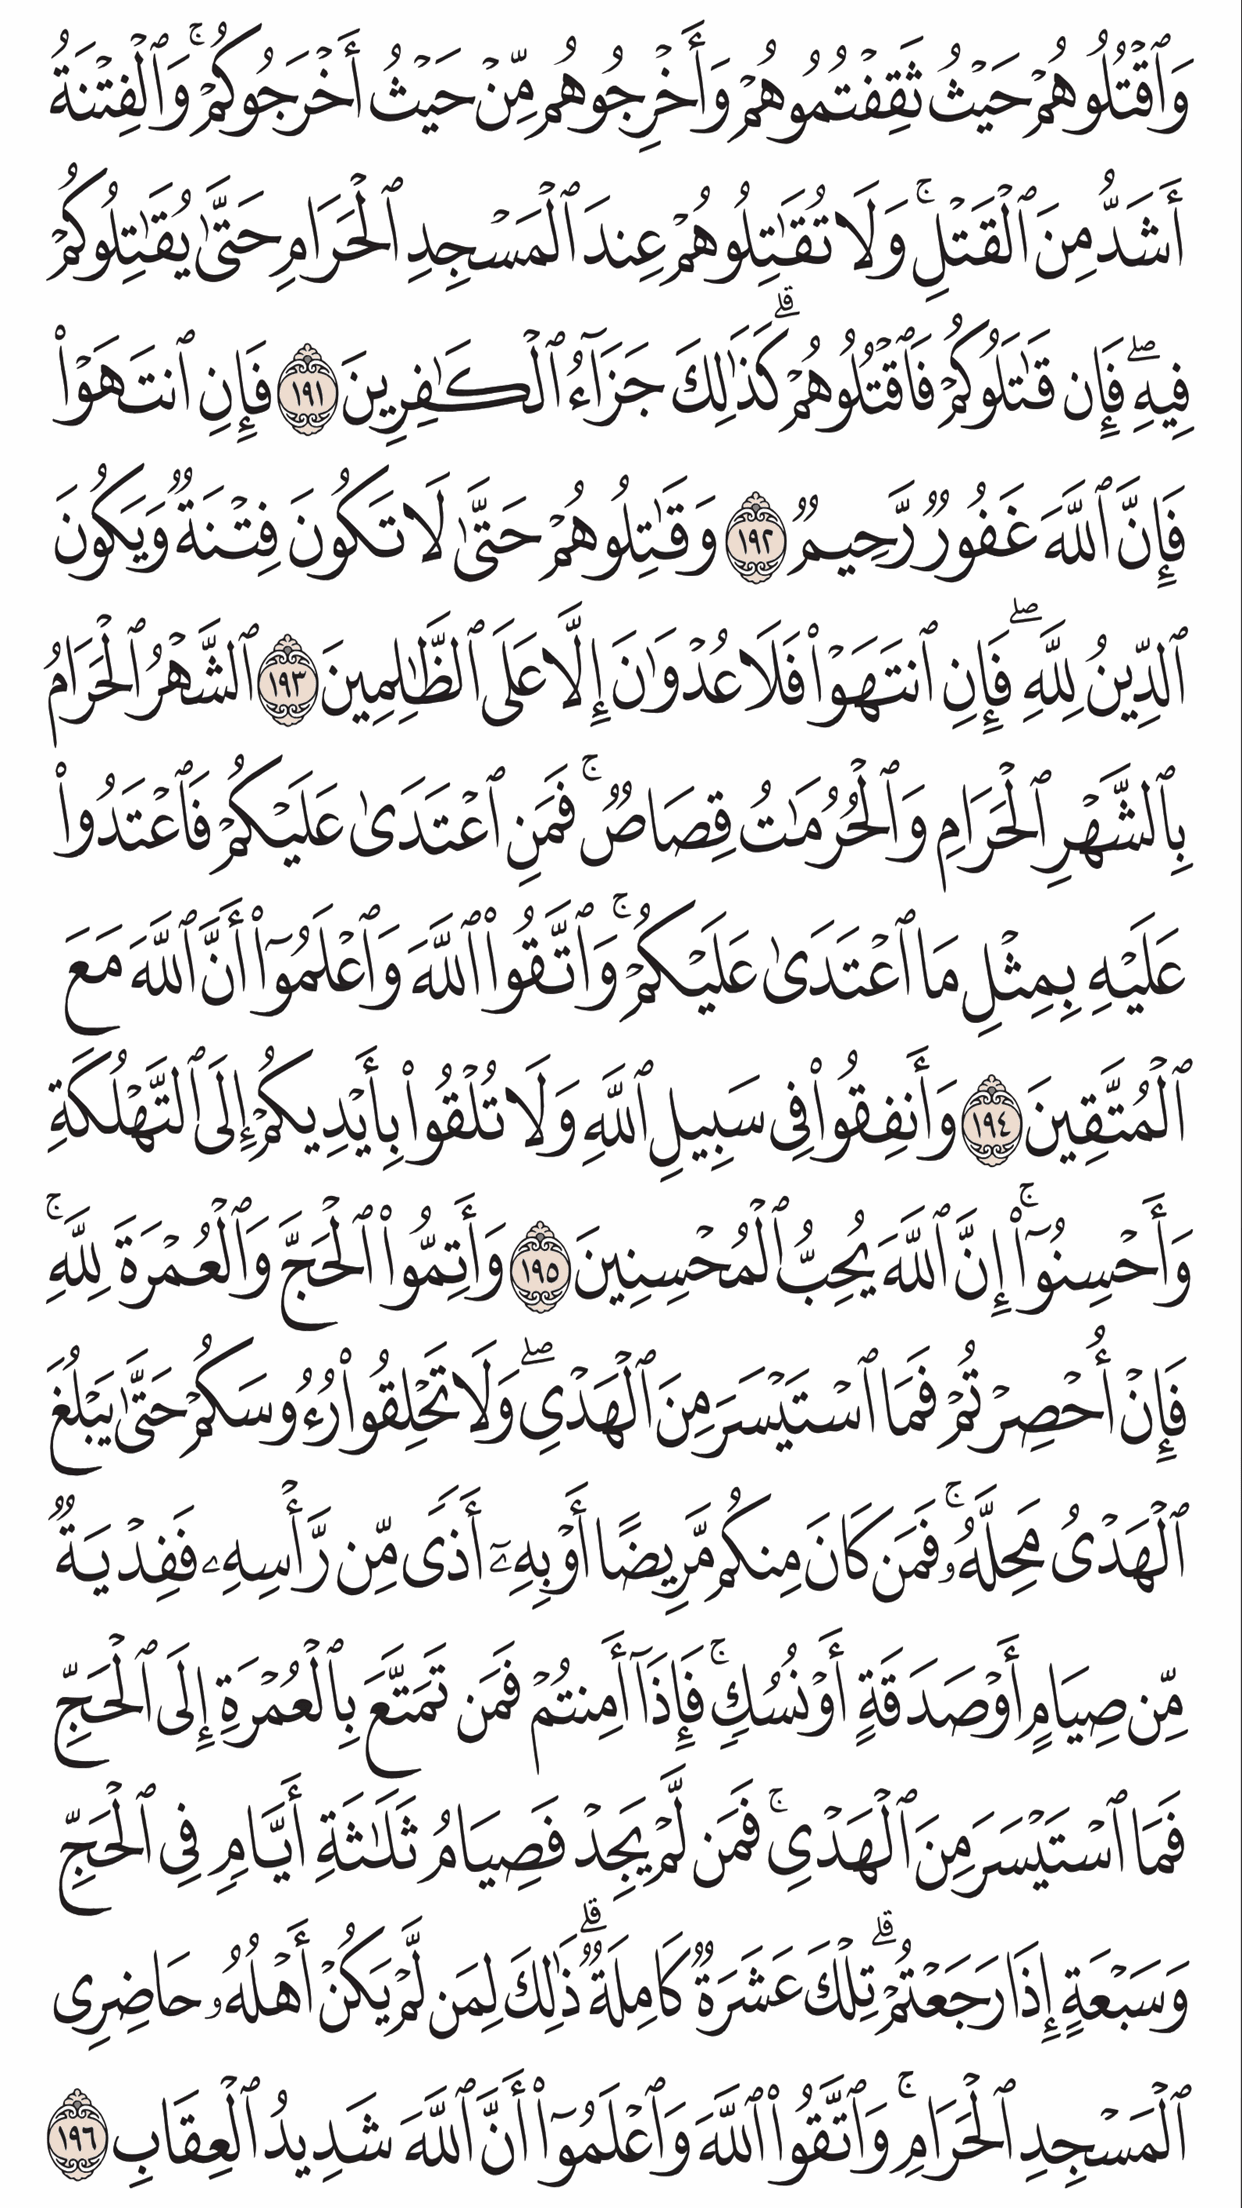 وَٱقْتُلُوهُمْ حَيْثُ ثَقِفْتُمُوهُمْ وَأَخْرِجُوهُم مِّنْ حَيْثُ أَخْرَجُوكُمْ ۚ وَٱلْفِتْنَةُ
أَشَدُّ مِنَ ٱلْقَتْلِ ۚ وَلَا تُقَٰتِلُوهُمْ عِندَ ٱلْمَسْجِدِ ٱلْحَرَامِ حَتَّىٰ يُقَٰتِلُوكُمْ
فِيهِ ۖ فَإِن قَٰتَلُوكُمْ فَٱقْتُلُوهُمْ ۗ كَذَٰلِكَ جَزَآءُ ٱلْكَٰفِرِينَ ١٩١ فَإِنِ ٱنتَهَوْا۟
فَإِنَّ ٱللَّهَ غَفُورٌ رَّحِيمٌ ١٩٢ وَقَٰتِلُوهُمْ حَتَّىٰ لَا تَكُونَ فِتْنَةٌ وَيَكُونَ
ٱلدِّينُ لِلَّهِ ۖ فَإِنِ ٱنتَهَوْا۟ فَلَا عُدْوَٰنَ إِلَّا عَلَى ٱلظَّٰلِمِينَ ١٩٣ ٱلشَّهْرُ ٱلْحَرَامُ
بِٱلشَّهْرِ ٱلْحَرَامِ وَٱلْحُرُمَٰتُ قِصَاصٌ ۚ فَمَنِ ٱعْتَدَىٰ عَلَيْكُمْ فَٱعْتَدُوا۟
عَلَيْهِ بِمِثْلِ مَا ٱعْتَدَىٰ عَلَيْكُمْ ۚ وَٱتَّقُوا۟ ٱللَّهَ وَٱعْلَمُوٓا۟ أَنَّ ٱللَّهَ مَعَ
ٱلْمُتَّقِينَ ١٩٤ وَأَنفِقُوا۟ فِى سَبِيلِ ٱللَّهِ وَلَا تُلْقُوا۟ بِأَيْدِيكُمْ إِلَى ٱلتَّهْلُكَةِ
وَأَحْسِنُوٓا۟ ۚ إِنَّ ٱللَّهَ يُحِبُّ ٱلْمُحْسِنِينَ ١٩٥ وَأَتِمُّوا۟ ٱلْحَجَّ وَٱلْعُمْرَةَ لِلَّهِ ۚ
فَإِنْ أُحْصِرْتُمْ فَمَا ٱسْتَيْسَرَ مِنَ ٱلْهَدْىِ ۖ وَلَا تَحْلِقُوا۟ رُءُوسَكُمْ حَتَّىٰ يَبْلُغَ
ٱلْهَدْىُ مَحِلَّهُۥ ۚ فَمَن كَانَ مِنكُم مَّرِيضًا أَوْ بِهِۦٓ أَذًى مِّن رَّأْسِهِۦ فَفِدْيَةٌ
مِّن صِيَامٍ أَوْ صَدَقَةٍ أَوْ نُسُكٍ ۚ فَإِذَآ أَمِنتُمْ فَمَن تَمَتَّعَ بِٱلْعُمْرَةِ إِلَى ٱلْحَجِّ
فَمَا ٱسْتَيْسَرَ مِنَ ٱلْهَدْىِ ۚ فَمَن لَّمْ يَجِدْ فَصِيَامُ ثَلَٰثَةِ أَيَّامٍ فِى ٱلْحَجِّ
وَسَبْعَةٍ إِذَا رَجَعْتُمْ ۗ تِلْكَ عَشَرَةٌ كَامِلَةٌ ۗ ذَٰلِكَ لِمَن لَّمْ يَكُنْ أَهْلُهُۥ حَاضِرِى
ٱلْمَسْجِدِ ٱلْحَرَامِ ۚ وَٱتَّقُوا۟ ٱللَّهَ وَٱعْلَمُوٓا۟ أَنَّ ٱللَّهَ شَدِيدُ ٱلْعِقَابِ ١٩٦